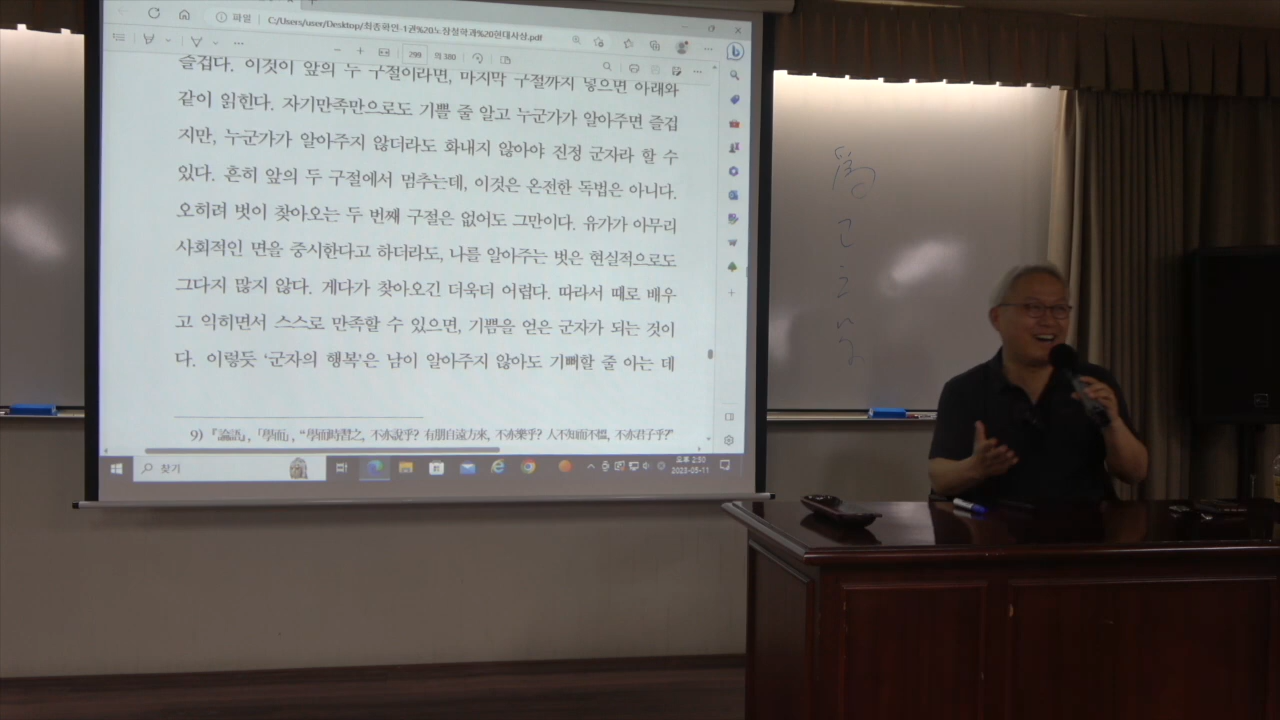 파일 C:/Users/user/Desktop/최종확인-1권%20노장철학과%20현대사상.pdf
299 의 380
즐겁다. 이것이 앞의 두 구절이라면, 마지막 구절까지 넣으면 아래와
같이 읽힌다. 자기만족만으로도 기쁠 줄 알고 누군가가 알아주면 즐겁
지만, 누군가가 알아주지 않더라도 화내지 않아야 진정 군자라 할 수
있다. 흔히 앞의 두 구절에서 멈추는데, 이것은 온전한 독법은 아니다.
오히려 벗이 찾아오는 두 번째 구절은 없어도 그만이다. 유가가 아무리
사회적인 면을 중시한다고 하더라도, 나를 알아주는 벗은 현실적으로도
그다지 많지 않다. 게다가 찾아오긴 더욱더 어렵다. 따라서 때로 배우
고 익히면서 스스로 만족할 수 있으면, 기쁨을 얻은 군자가 되는 것이
다. 이렇듯 ‘군자의 행복’은 남이 알아주지 않아도 기뻐할 줄 아는 데
9) 『論語』, 「學而」, “學而時習之, 不亦說乎? 有朋自遠方來, 不亦樂乎? 人不知而不慍, 不亦君子乎?”
찾기
오후 2:50
2023-05-11
爲
己
之
學